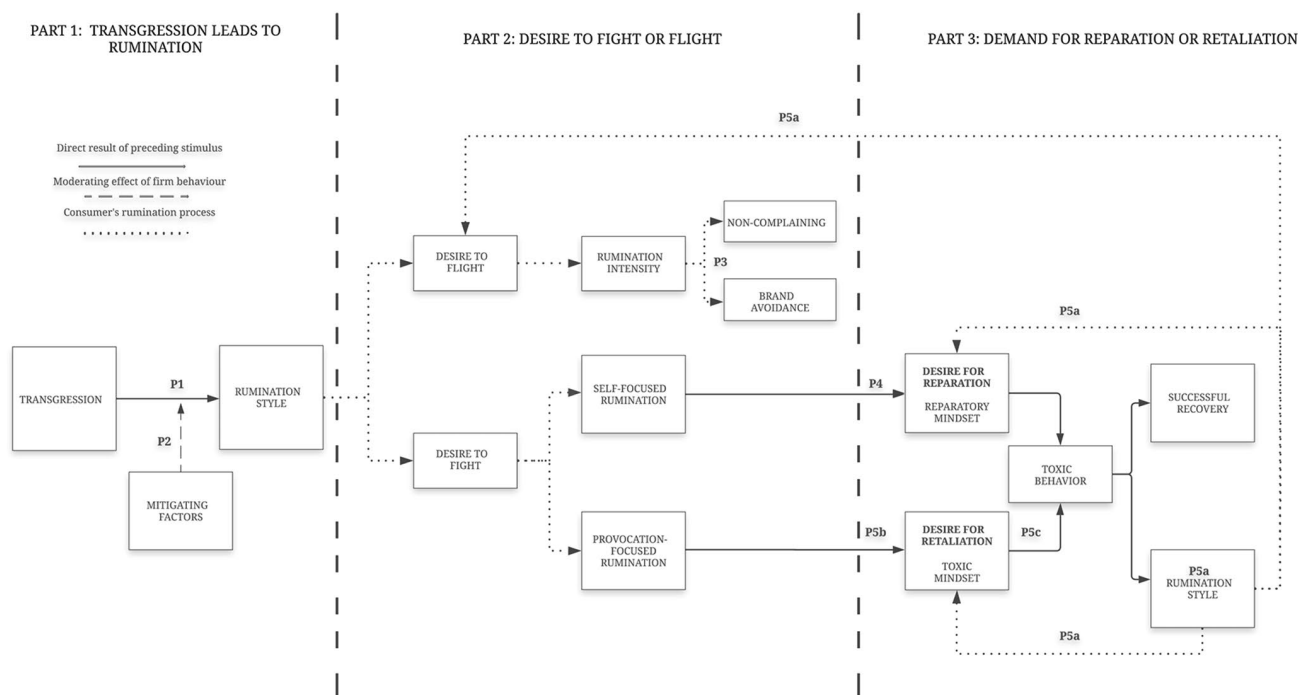 PART 1: TRANSGRESSION LEADS TO
RUMINATION
PART 2: DESIRE TO FIGHT OR FLIGHT
PART 3: DEMAND FOR REPARATION OR RETALIATION
Direct result of preceding stimulus
Moderating effect of firm behaviour
Consumer's rumination process
TRANSGRESSION
P1
P2
MITIGATING
FACTORS
RUMINATION
STYLE
P5a
DESIRE TO
FLIGHT
RUMINATION
INTENSITY
P3
NON-COMPLAINING
BRAND
AVOIDANCE
DESIRE TO
FIGHT
SELF-FOCUSED
RUMINATION
PROVOCATION-
FOCUSED
RUMINATION
P4
P5b
P5a
DESIRE FOR
REPARATION
REPARATORY
MINDSET
TOXIC
BEHAVIOR
DESIRE FOR
RETALIATION
TOXIC
MINDSET
P5c
SUCCESSFUL
RECOVERY
P5a
RUMINATION
STYLE
P5a